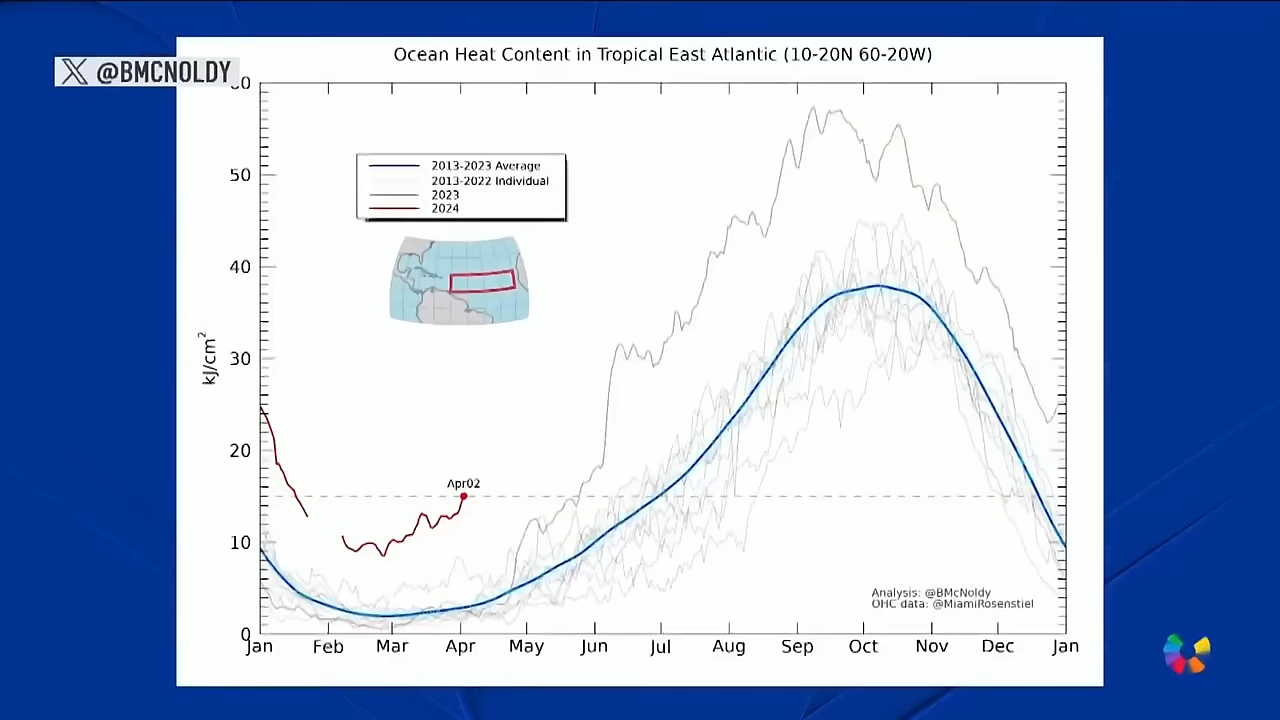 Ocean Heat Content in Tropical East Atlantic (10-20N 60-20W)
@BMCNOLDY
2013-2023 Average
2013-2022 Individual
2023
2024
kJ/cm²
50
40
30
20
10
0
Apr02
Analysis: @BMcNoldy
OHC data: @MiamiRosenstiel
Jan Feb Mar Apr May Jun Jul Aug Sep Oct Nov Dec Jan